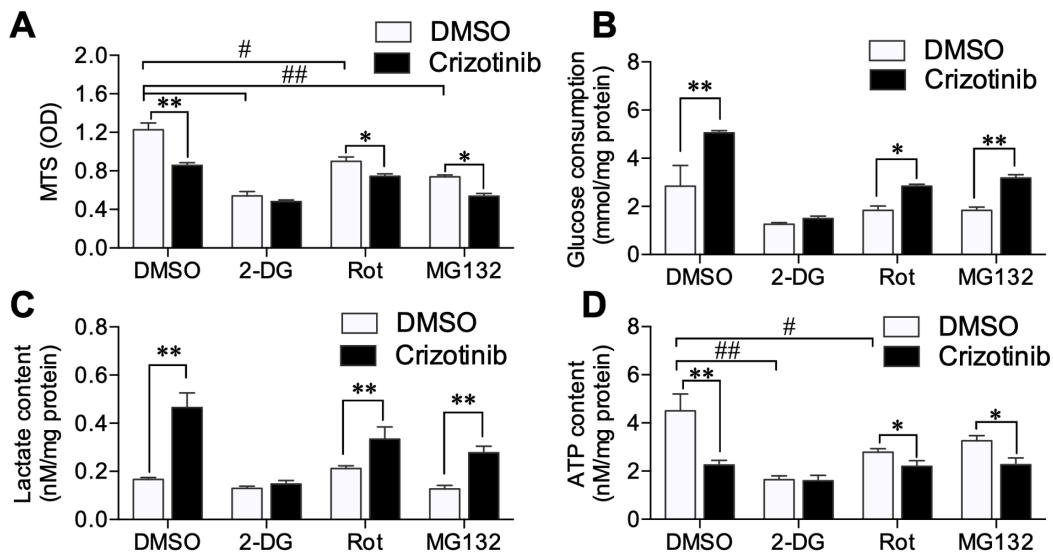 A
DMSO
Crizotinib
MTS (OD)
2.0
1.6
1.2
0.8
0.4
0.0
#
##
**
*
*
DMSO 2-DG Rot MG132
B
DMSO
Crizotinib
Glucose consumption
(mmol/mg protein)
8
6
4
2
0
**
*
**
DMSO 2-DG Rot MG132
C
DMSO
Crizotinib
Lactate content
(nM/mg protein)
0.8
0.6
0.4
0.2
0.0
**
**
**
DMSO 2-DG Rot MG132
D
DMSO
Crizotinib
ATP content
(nM/mg protein)
8
6
4
2
0
#
##
**
*
*
DMSO 2-DG Rot MG132